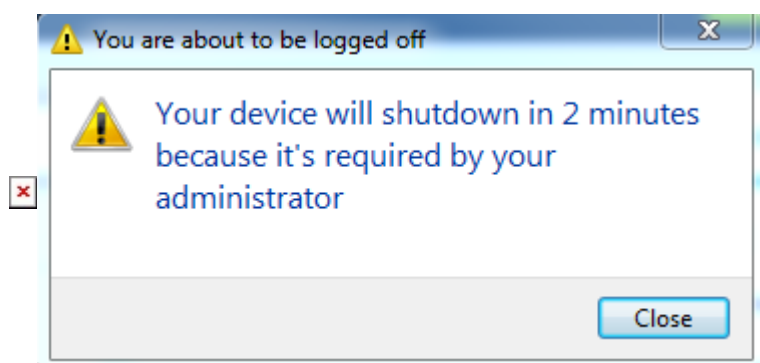 You are about to be logged off
Your device will shutdown in 2 minutes
because it's required by your
administrator
Close